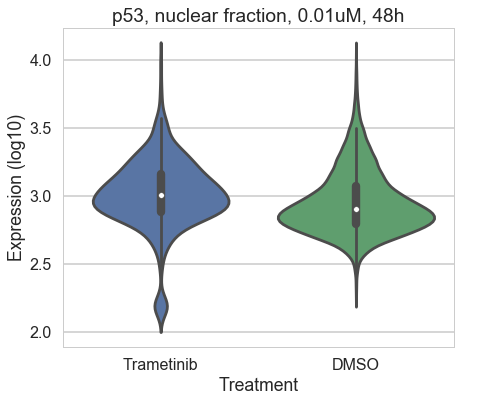 p53, nuclear fraction, 0.01uM, 48h
Expression (log10)
4.0
3.5
3.0
2.5
2.0
Trametinib DMSO
Treatment